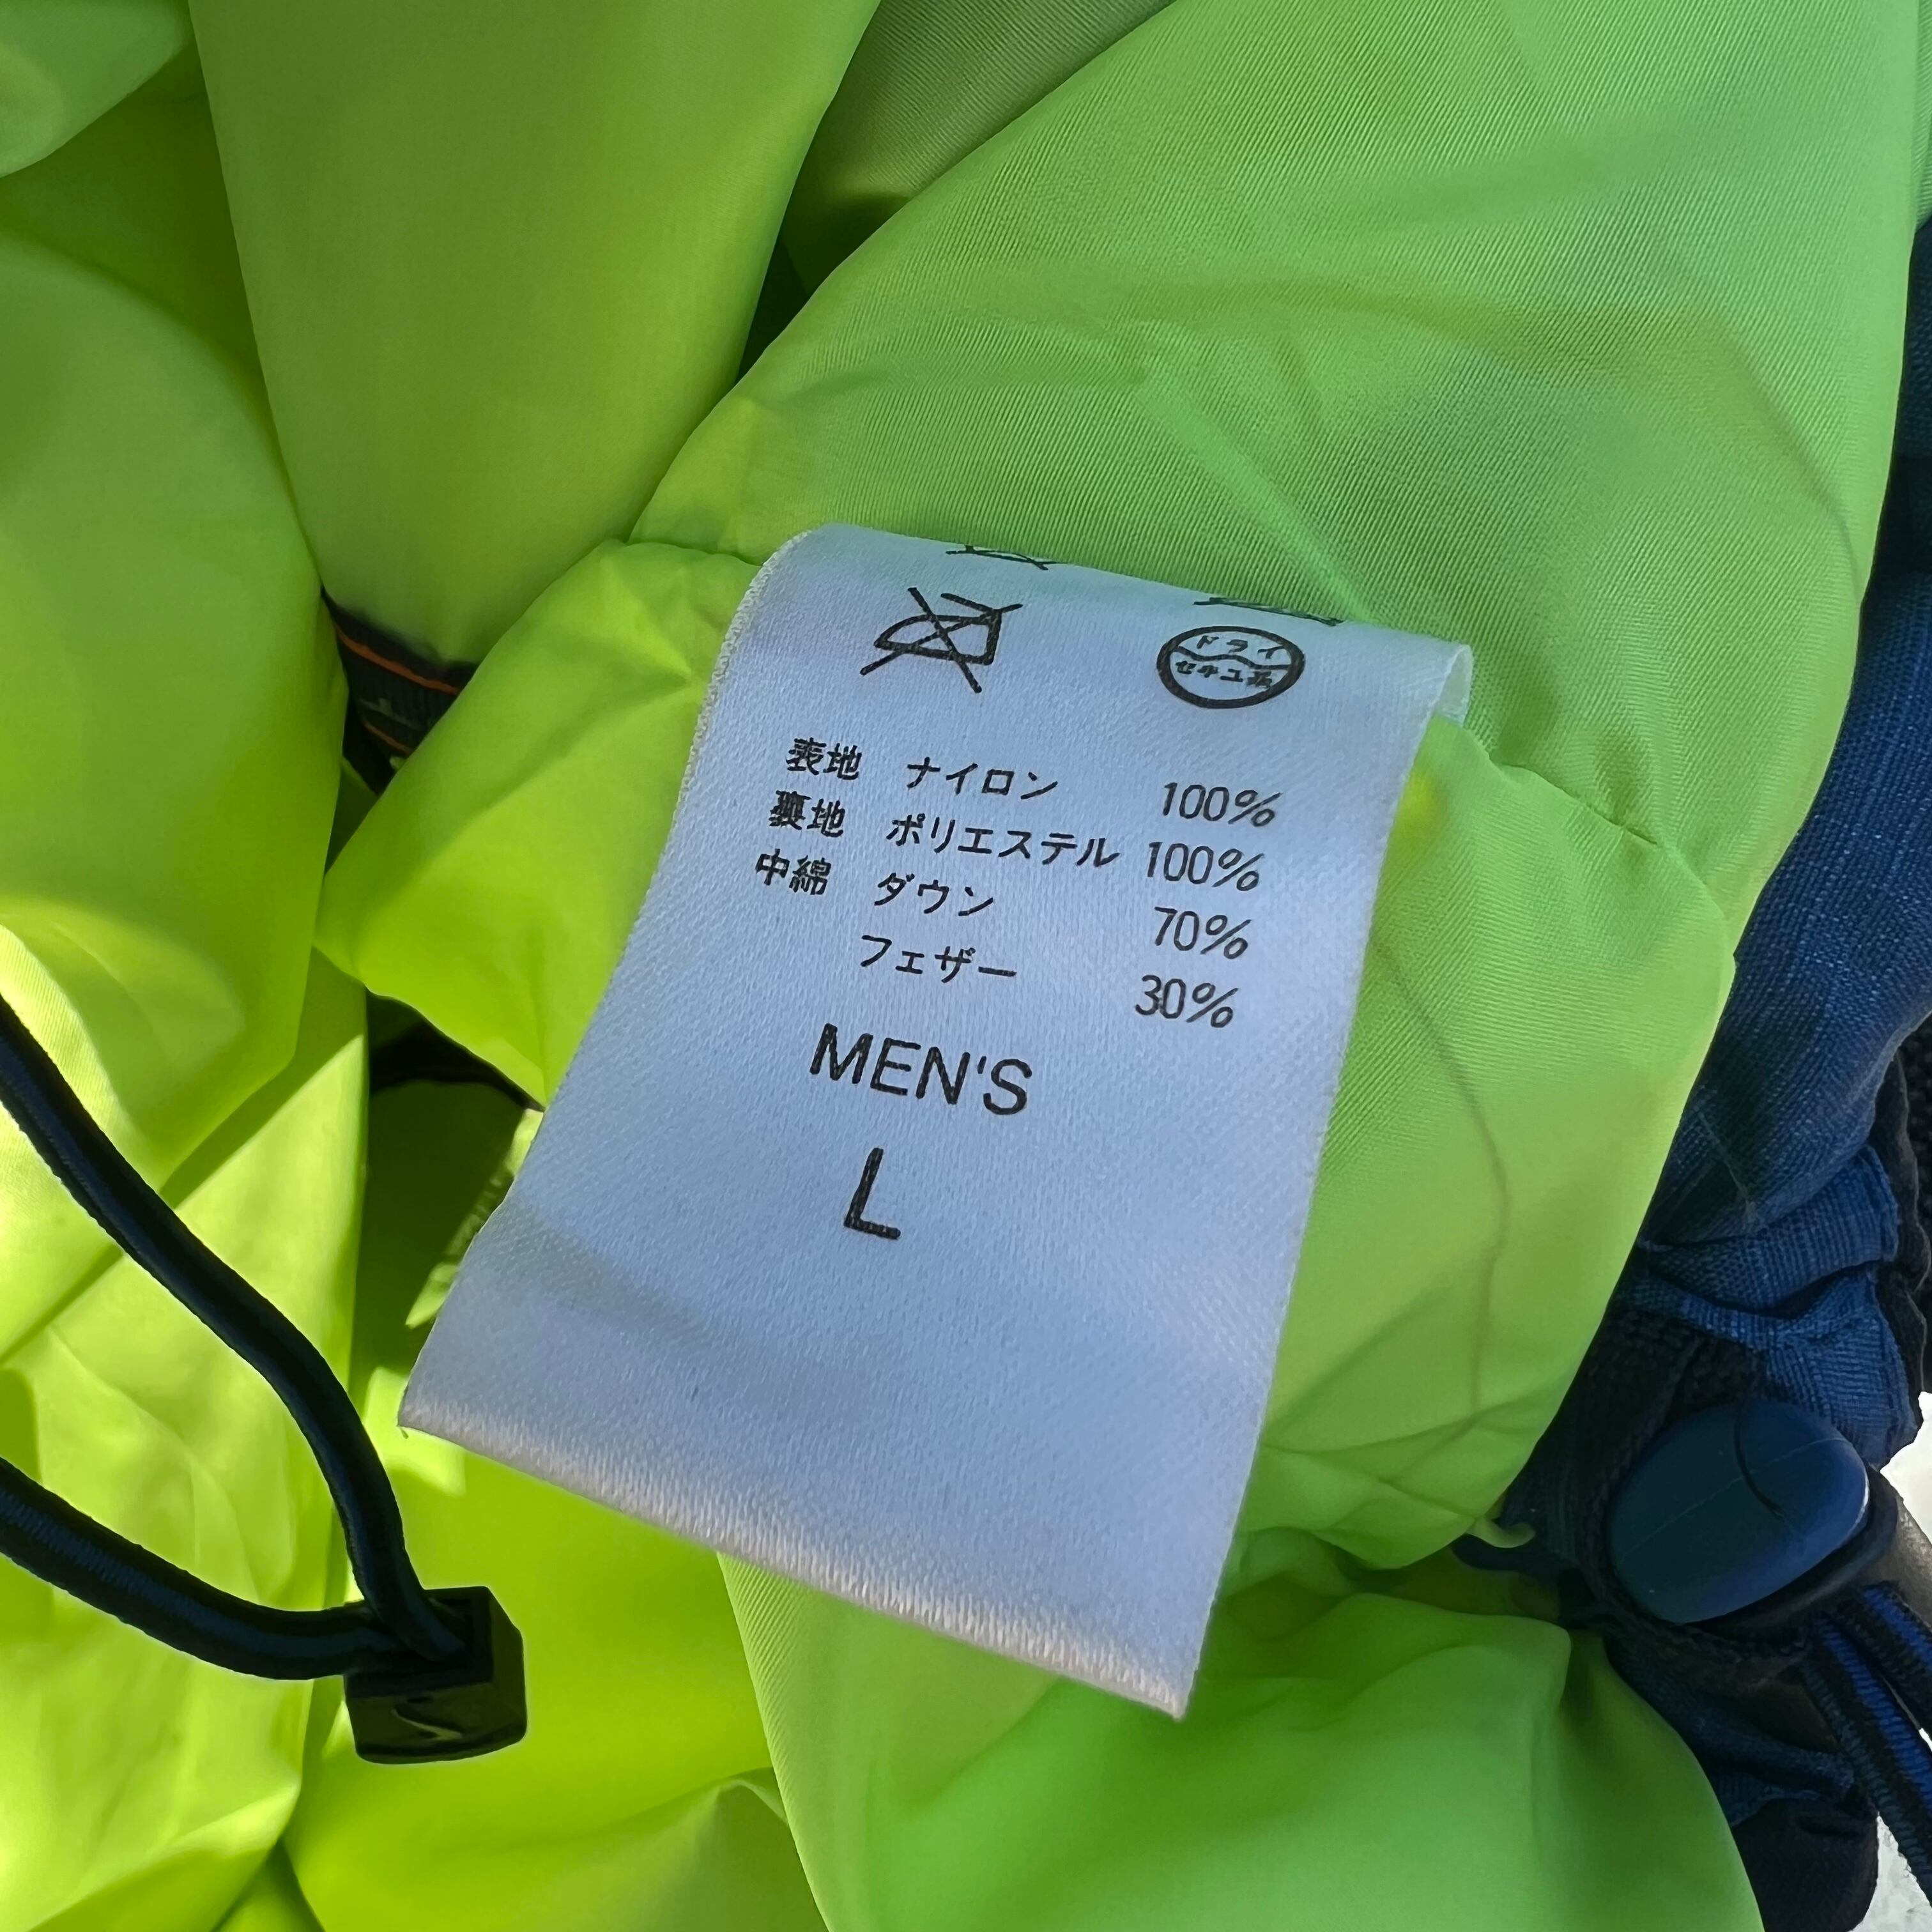 ドライ
セキユ系
表地 ナイロン 100%
裏地 ポリエステル 100%
中綿 ダウン 70%
フェザー 30%
MEN'S
L